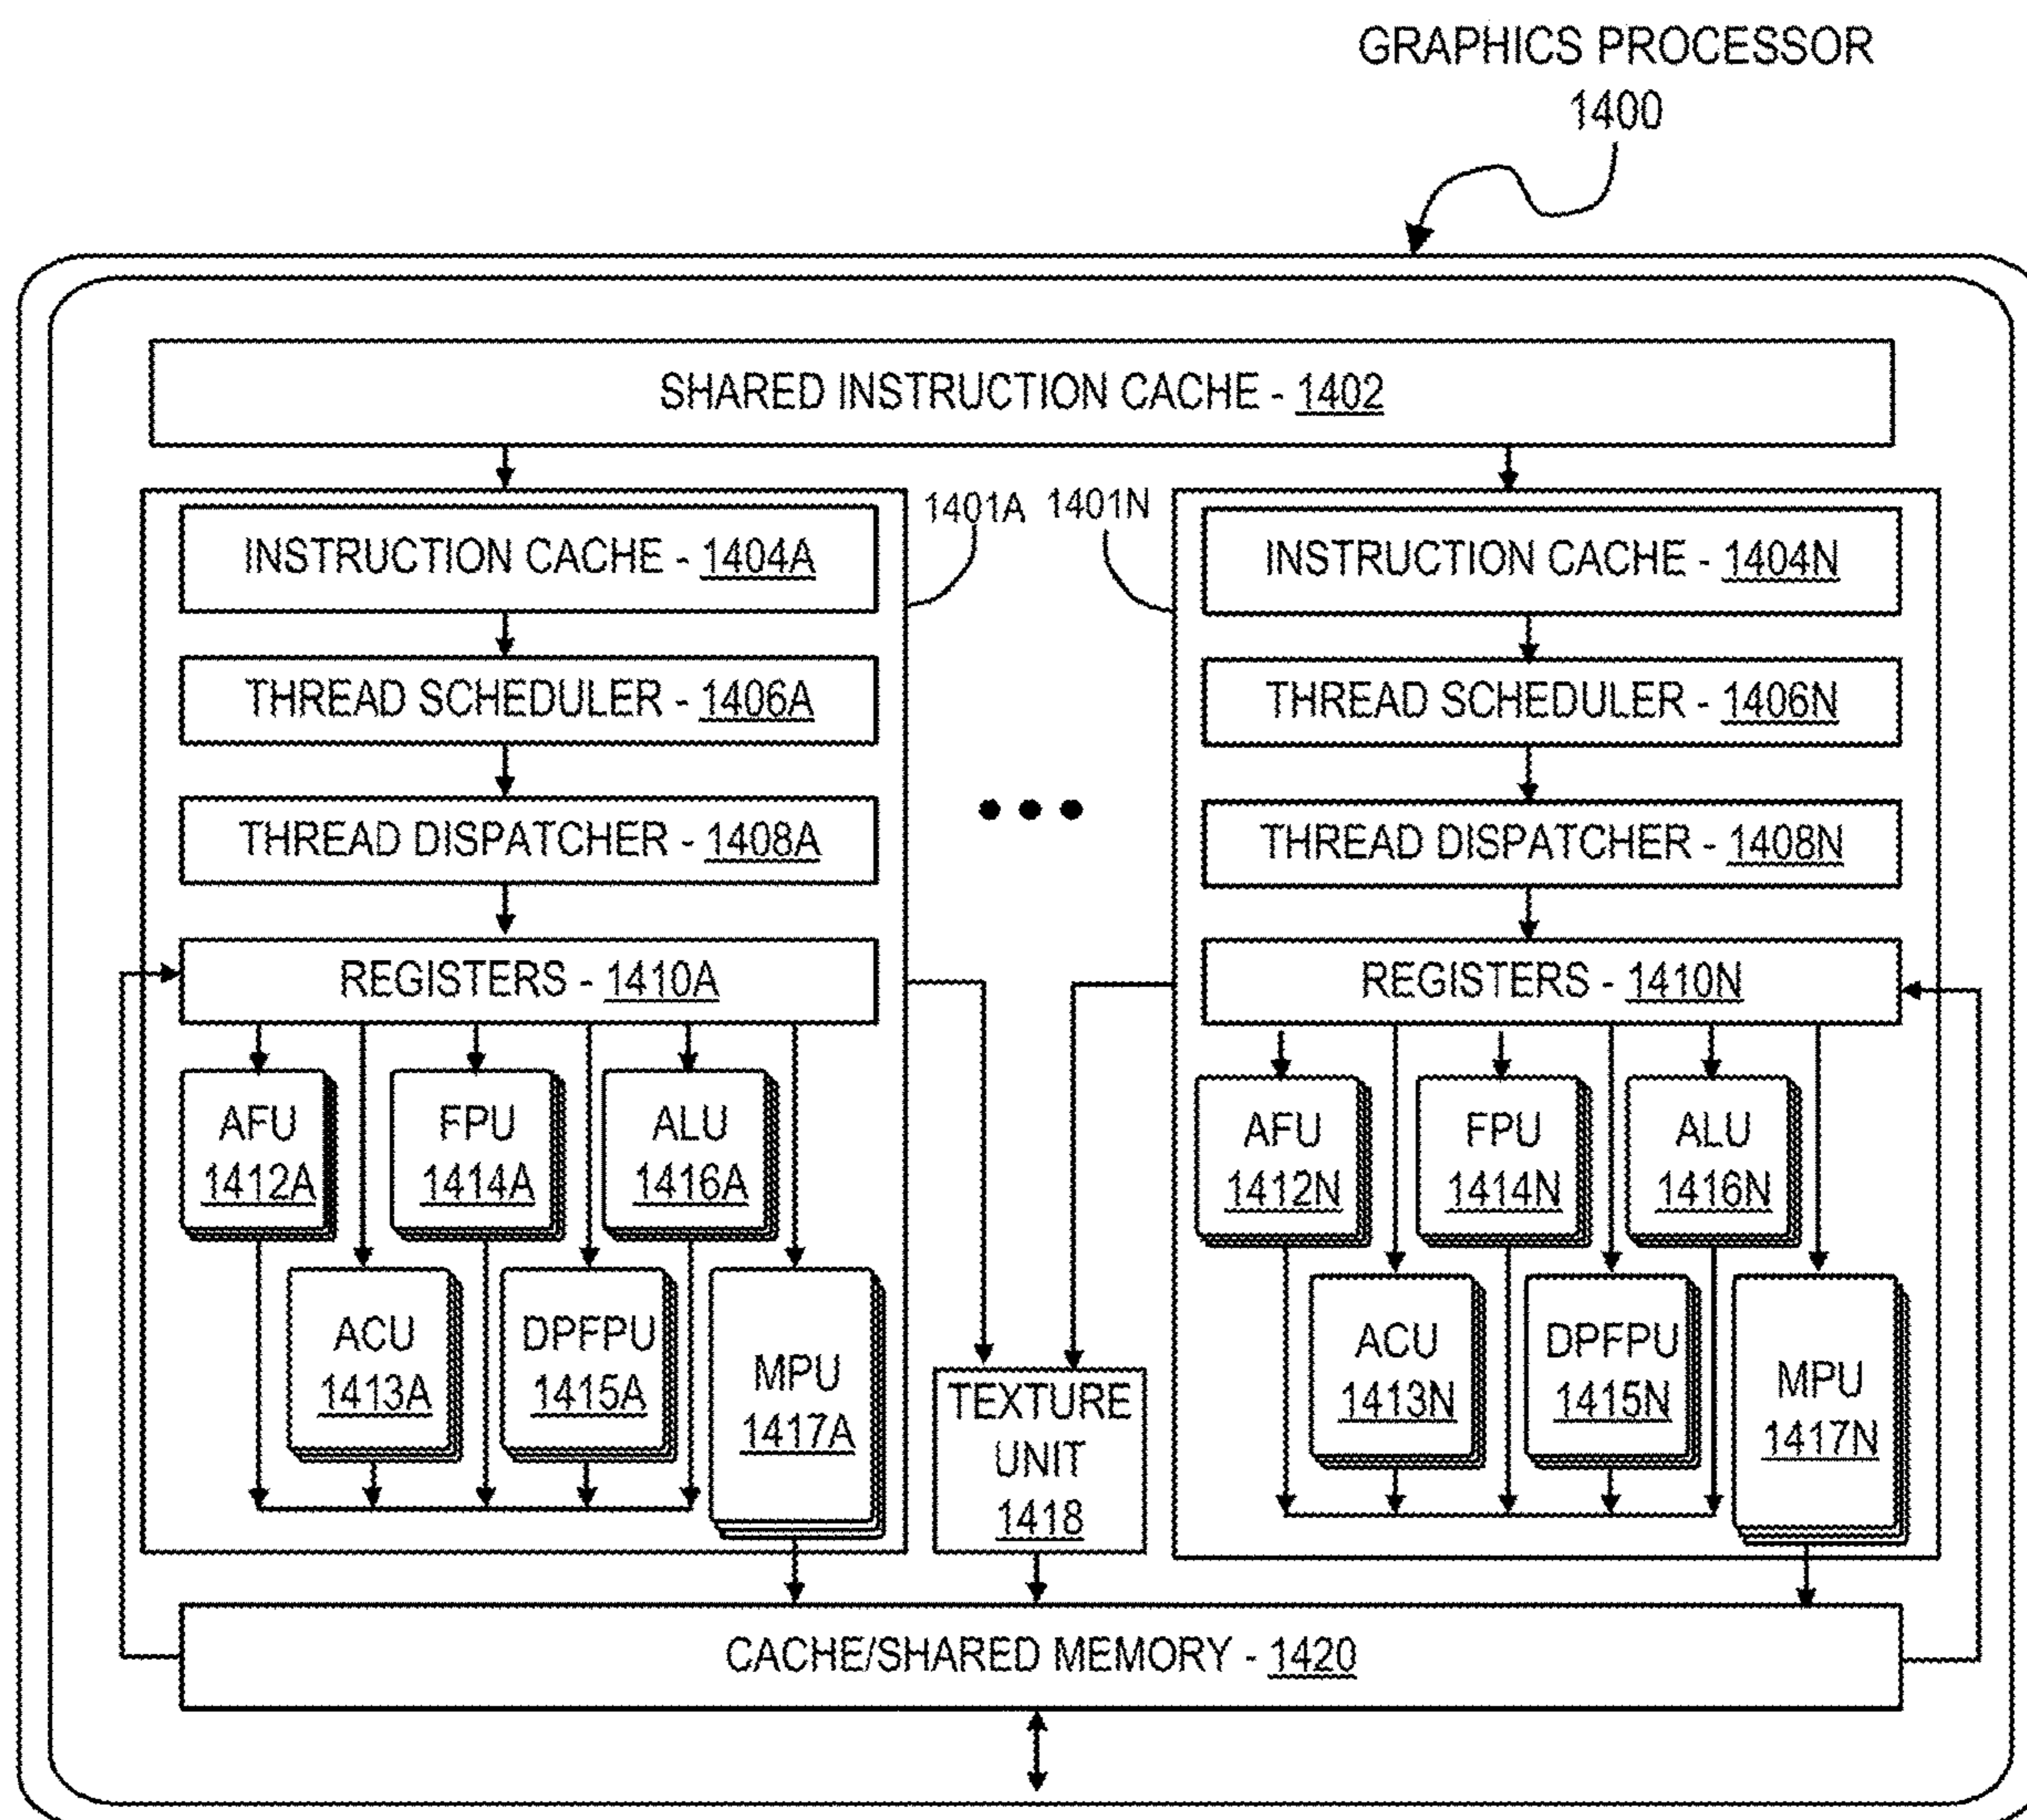 GRAPHICS PROCESSOR
1400
SHARED INSTRUCTION CACHE - 1402
1401A 1401N
INSTRUCTION CACHE - 1404A
THREAD SCHEDULER - 1406A
THREAD DISPATCHER - 1408A
REGISTERS - 1410A
AFU
1412A
FPU
1414A
ALU
1416A
ACU
1413A
DPFPU
1415A
MPU
1417A
TEXTURE
UNIT
1418
INSTRUCTION CACHE - 1404N
THREAD SCHEDULER - 1406N
THREAD DISPATCHER - 1408N
REGISTERS - 1410N
AFU
1412N
FPU
1414N
ALU
1416N
ACU
1413N
DPFPU
1415N
MPU
1417N
CACHE/SHARED MEMORY - 1420